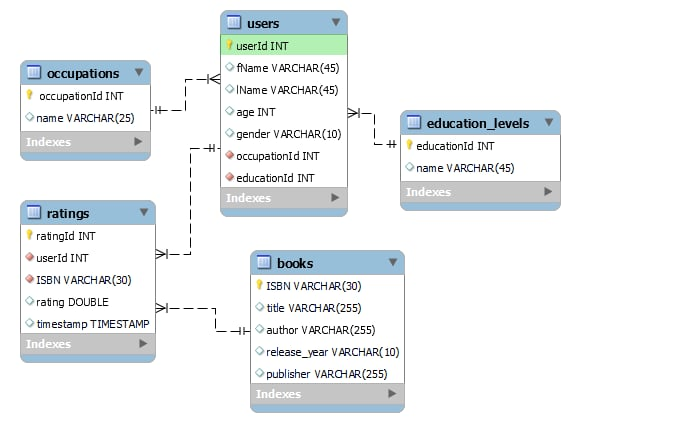 occupations
occupationId INT
name VARCHAR(25)
Indexes
users
userId INT
fName VARCHAR(45)
lName VARCHAR(45)
age INT
gender VARCHAR(10)
occupationId INT
educationId INT
Indexes
education_levels
educationId INT
name VARCHAR(45)
Indexes
ratings
ratingId INT
userId INT
ISBN VARCHAR(30)
rating DOUBLE
timestamp TIMESTAMP
Indexes
books
ISBN VARCHAR(30)
title VARCHAR(255)
author VARCHAR(255)
release_year VARCHAR(10)
publisher VARCHAR(255)
Indexes